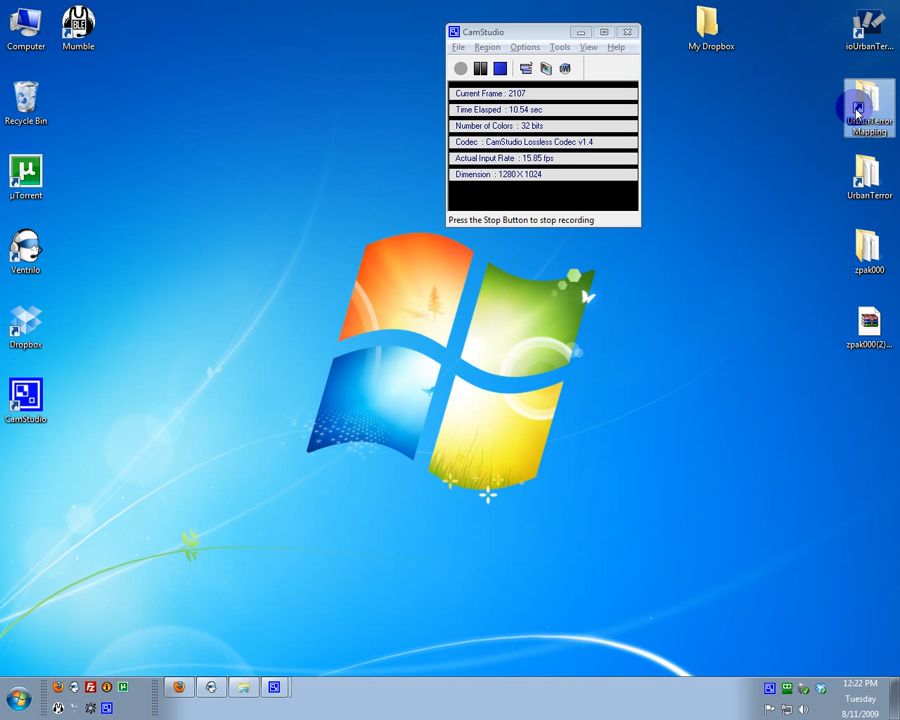 Computer
Mumble
Recycle Bin
µTorrent
Ventrilo
Dropbox
CamStudio
CamStudio
File Region Options Tools View Help
Current Frame : 2107
Time Elasped : 10.54 sec
Number of Colors : 32 bits
Codec : CamStudio Lossless Codec v1.4
Actual Input Rate : 15.85 fps
Dimension : 1280 X 1024
Press the Stop Button to stop recording
My Dropbox
ioUrbanTer...
UrbanTerror
Mapping
UrbanTerror
zpak000
zpak000(2)...
12:22 PM
Tuesday
8/11/2009